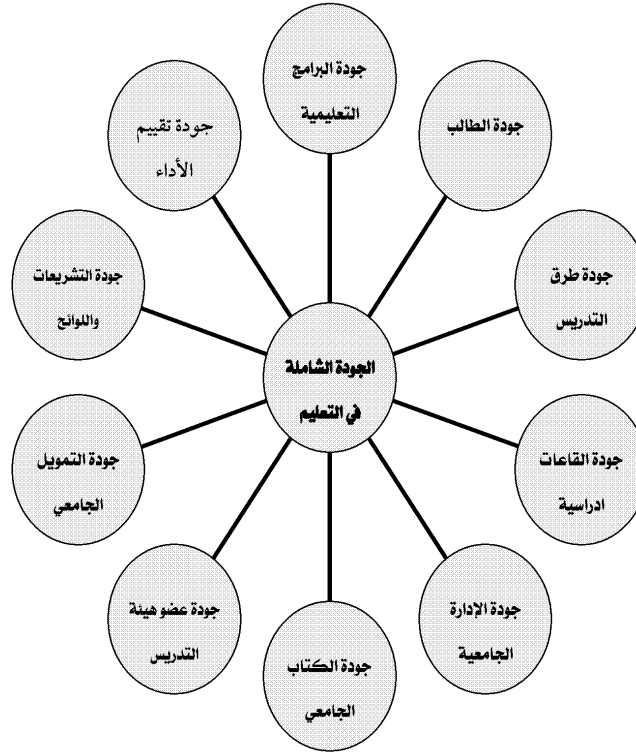 جودة البرامج
التعليمية
جودة الطالب
جودة طرق
التدريس
جودة القاعات
ادراسية
جودة الإدارة
الجامعية
جودة الكتاب
الجامعي
جودة عضو هيئة
التدريس
جودة التمويل
الجامعي
جودة التشريعات
واللوائح
جودة تقييم
الأداء
الجودة الشاملة
في التعليم